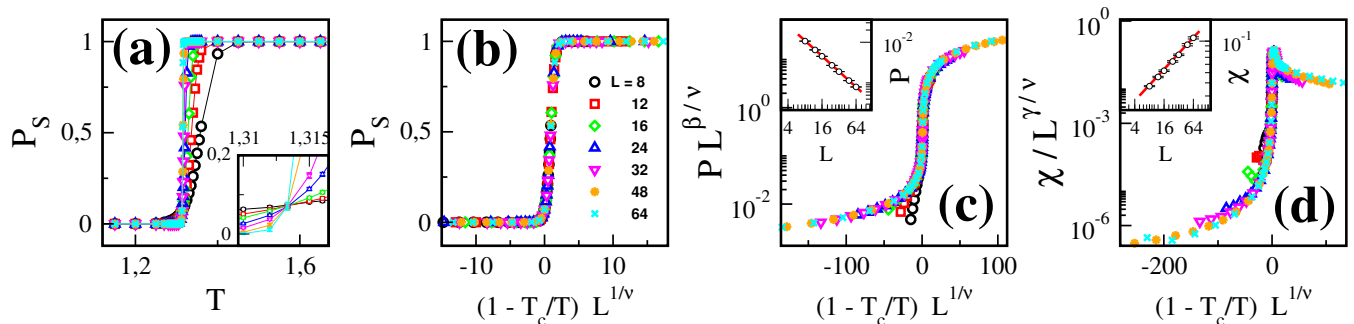 (a)
P_S
1
0,5
0
1,31 1,315
0,2
0
1,2 1,6
T
(b)
P_S
1
0,5
0
L = 8
12
16
24
32
48
64
-10 0 10
(1 - T_c/T) L^{1/ν}
(c)
P L^{β/ν}
10^0
10^{-2}
10^{-2}
P
4 16 64
L
-100 0 100
(1 - T_c/T) L^{1/ν}
(d)
χ / L^{γ/ν}
10^0
10^{-3}
10^{-6}
10^{-1}
χ
4 16 64
L
-200 0
(1 - T_c/T) L^{1/ν}